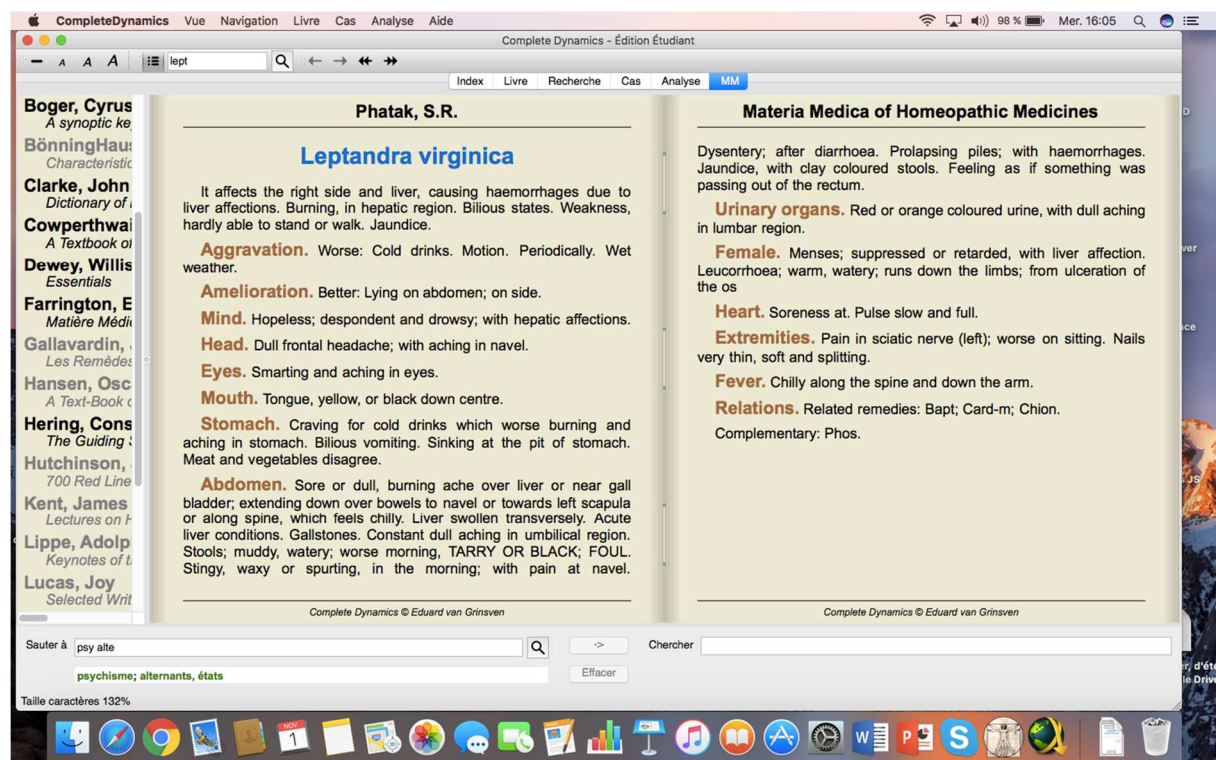 CompleteDynamics Vue Navigation Livre Cas Analyse Aide 98 % Mer. 16:05
Complete Dynamics - Édition Étudiant
A A A lept
Index Livre Recherche Cas Analyse MM
Boger, Cyrus
A synoptic ke
BönningHau
Characteristic
Clarke, John
Dictionary of
Cowperthwai
A Textbook of
Dewey, Willis
Essentials
Farrington, E
Matière Médi
Gallavardin,
Les Remèdes
Hansen, Osc
A Text-Book
Hering, Cons
The Guiding
Hutchinson,
700 Red Line
Kent, James
Lectures on
Lippe, Adolp
Keynotes of
Lucas, Joy
Selected Writ
Phatak, S.R.
Leptandra virginica
It affects the right side and liver, causing haemorrhages due to
liver affections. Burning, in hepatic region. Bilious states. Weakness,
hardly able to stand or walk. Jaundice.
Aggravation. Worse: Cold drinks. Motion. Periodically. Wet
weather.
Amelioration. Better: Lying on abdomen; on side.
Mind. Hopeless; despondent and drowsy; with hepatic affections.
Head. Dull frontal headache; with aching in navel.
Eyes. Smarting and aching in eyes.
Mouth. Tongue, yellow, or black down centre.
Stomach. Craving for cold drinks which worse burning and
aching in stomach. Bilious vomiting. Sinking at the pit of stomach.
Meat and vegetables disagree.
Abdomen. Sore or dull, burning ache over liver or near gall
bladder; extending down over bowels to navel or towards left scapula
or along spine, which feels chilly. Liver swollen transversely. Acute
liver conditions. Gallstones. Constant dull aching in umbilical region.
Stools; muddy, watery; worse morning, TARRY OR BLACK; FOUL.
Stingy, waxy or spurting, in the morning; with pain at navel.
Complete Dynamics © Eduard van Grinsven
Materia Medica of Homeopathic Medicines
Dysentery; after diarrhoea. Prolapsing piles; with haemorrhages.
Jaundice, with clay coloured stools. Feeling as if something was
passing out of the rectum.
Urinary organs. Red or orange coloured urine, with dull aching
in lumbar region.
Female. Menses; suppressed or retarded, with liver affection.
Leucorrhoea; warm, watery; runs down the limbs; from ulceration of
the os
Heart. Soreness at. Pulse slow and full.
Extremities. Pain in sciatic nerve (left); worse on sitting. Nails
very thin, soft and splitting.
Fever. Chilly along the spine and down the arm.
Relations. Related remedies: Bapt; Card-m; Chion.
Complementary: Phos.
Complete Dynamics © Eduard van Grinsven
Sauter à psy alte -> Chercher
psychisme; alternants, états Effacer
Taille caractères 132%
D
ver
ce
JS
r, d'éte
le Drive
NOV
1